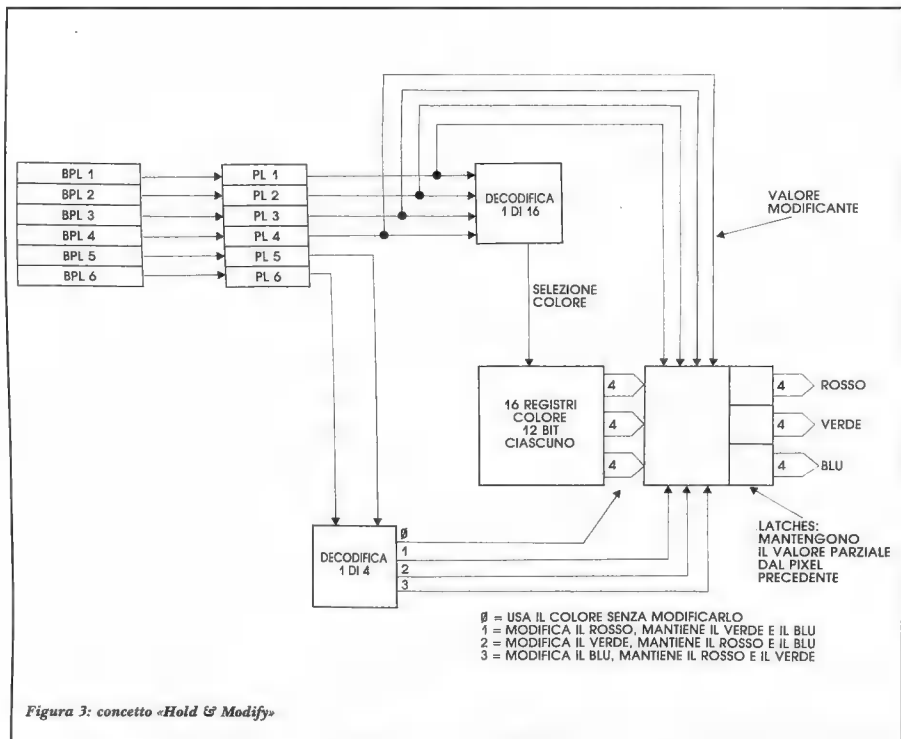 BPL 1
BPL 2
BPL 3
BPL 4
BPL 5
BPL 6
PL 1
PL 2
PL 3
PL 4
PL 5
PL 6
DECODIFICA
1 DI 16
VALORE
MODIFICANTE
SELEZIONE
COLORE
16 REGISTRI
COLORE
12 BIT
CIASCUNO
4
4
4
4
4
4
ROSSO
VERDE
BLU
DECODIFICA
1 DI 4
Ø
1
2
3
LATCHES:
MANTENGONO
IL VALORE PARZIALE
DAL PIXEL
PRECEDENTE
Ø = USA IL COLORE SENZA MODIFICARLO
1 = MODIFICA IL ROSSO, MANTIENE IL VERDE E IL BLU
2 = MODIFICA IL VERDE, MANTIENE IL ROSSO E IL BLU
3 = MODIFICA IL BLU, MANTIENE IL ROSSO E IL VERDE
Figura 3: concetto «Hold & Modify»